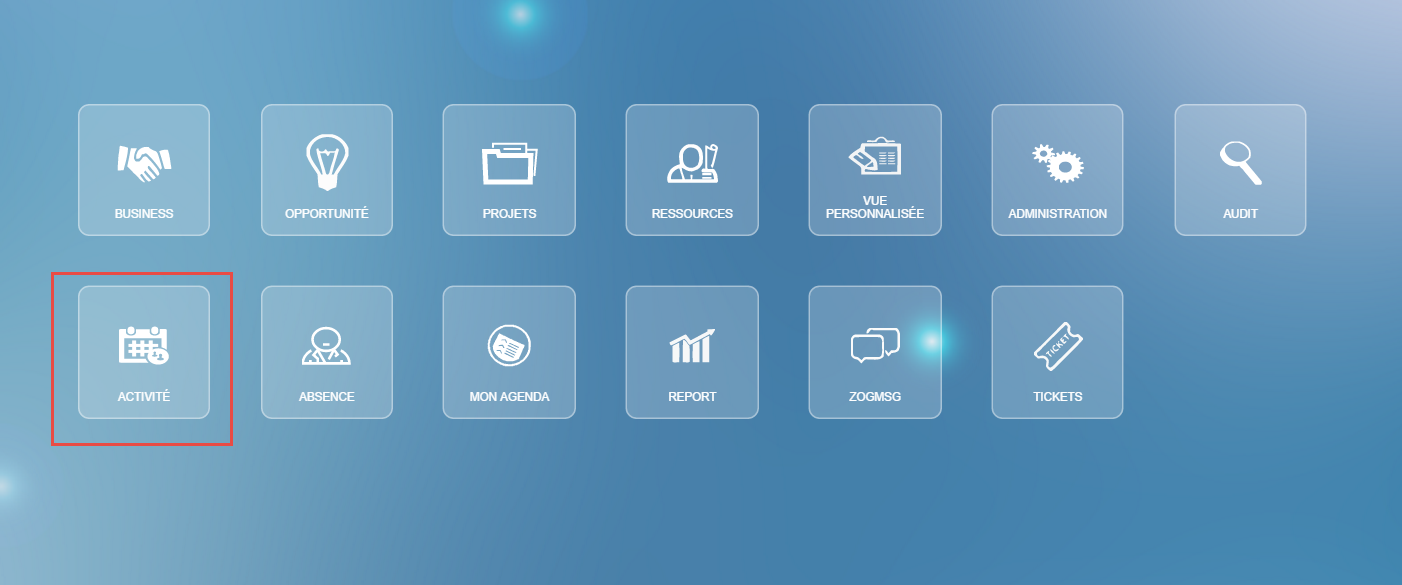 BUSINESS
OPPORTUNITÉ
PROJETS
RESSOURCES
VUE
PERSONNALISÉE
ADMINISTRATION
AUDIT
ACTIVITÉ
ABSENCE
MON AGENDA
REPORT
ZOGMSG
TICKET
TICKETS